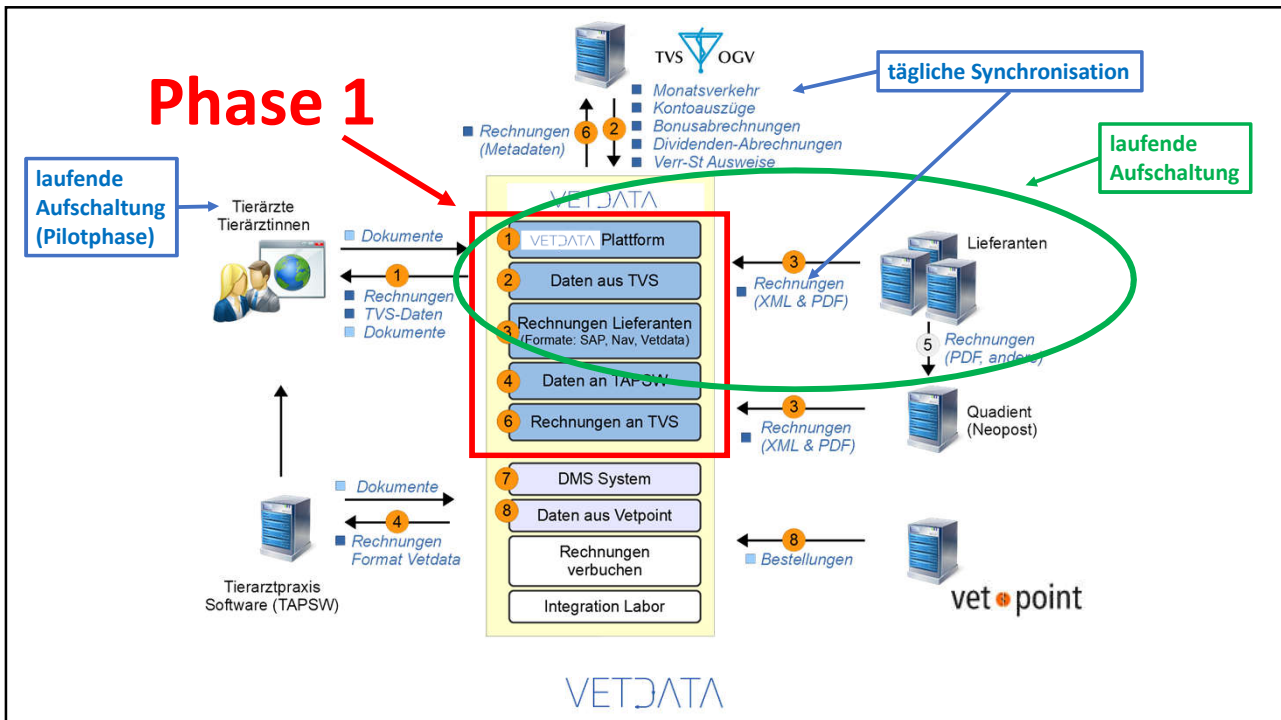 TVS OGV
tägliche Synchronisation
Phase 1
Monatsverkehr
Kontoauszüge
Bonusabrechnungen
Dividenden-Abrechnungen
Verr-St Ausweise
Rechnungen
(Metadaten)
6
2
laufende
Aufschaltung
laufende
Aufschaltung
(Pilotphase)
VETDATA
Tierärzte
Tierärztinnen
Dokumente
1
Rechnungen
TVS-Daten
Dokumente
1 VETDATA Plattform
2 Daten aus TVS
3 Rechnungen Lieferanten
(Formate: SAP, Nav, Vetdata)
4 Daten an TAPSW
6 Rechnungen an TVS
3
Rechnungen
(XML & PDF)
Lieferanten
5
Rechnungen
(PDF, andere)
3
Rechnungen
(XML & PDF)
Quadient
(Neopost)
7 DMS System
8 Daten aus Vetpoint
Rechnungen
verbuchen
Integration Labor
Dokumente
4
Rechnungen
Format Vetdata
Tierarztpraxis
Software (TAPSW)
8
Bestellungen
vet point
VETDATA